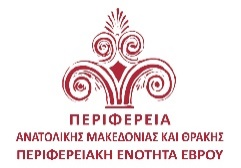 ΠΕΡΙΦΕΡΕΙΑ
ΑΝΑΤΟΛΙΚΗΣ ΜΑΚΕΔΟΝΙΑΣ ΚΑΙ ΘΡΑΚΗΣ
ΠΕΡΙΦΕΡΕΙΑΚΗ ΕΝΟΤΗΤΑ ΕΒΡΟΥ